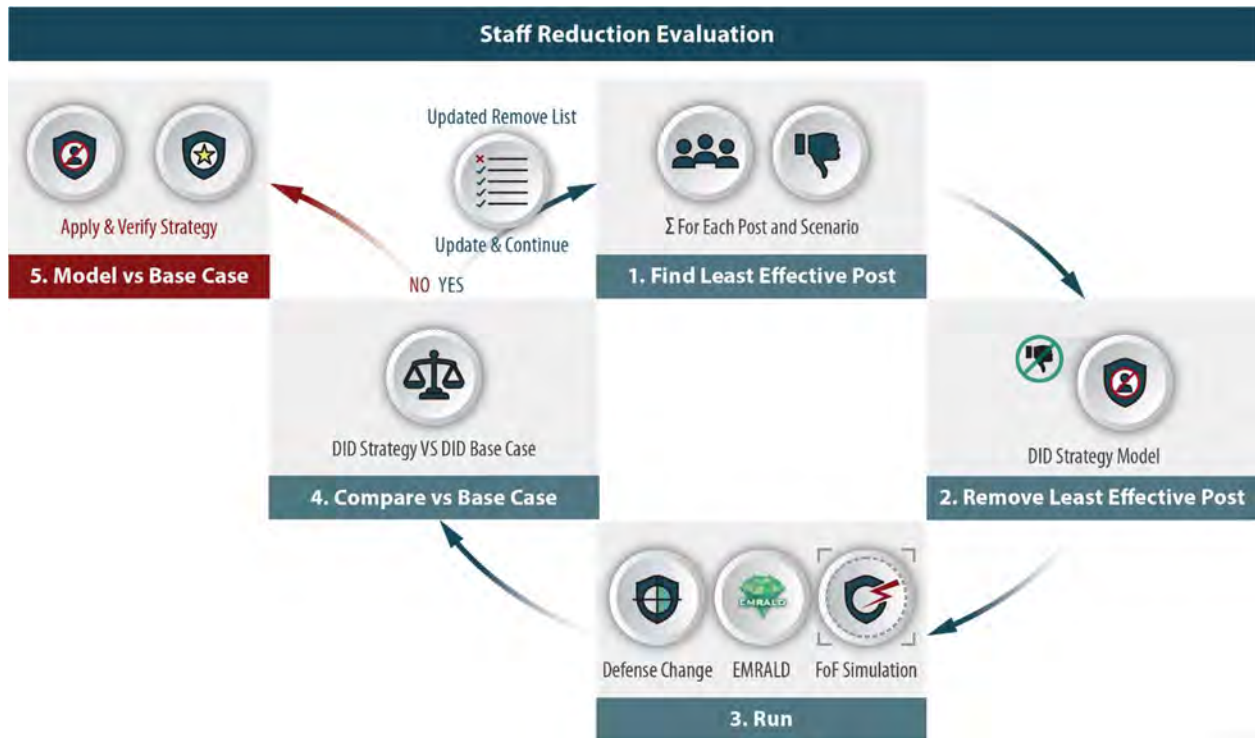 Staff Reduction Evaluation
Updated Remove List
Update & Continue
Apply & Verify Strategy
5. Model vs Base Case
NO YES
Σ For Each Post and Scenario
1. Find Least Effective Post
DID Strategy VS DID Base Case
4. Compare vs Base Case
DID Strategy Model
2. Remove Least Effective Post
EMRALD
Defense Change
EMRALD
FoF Simulation
3. Run